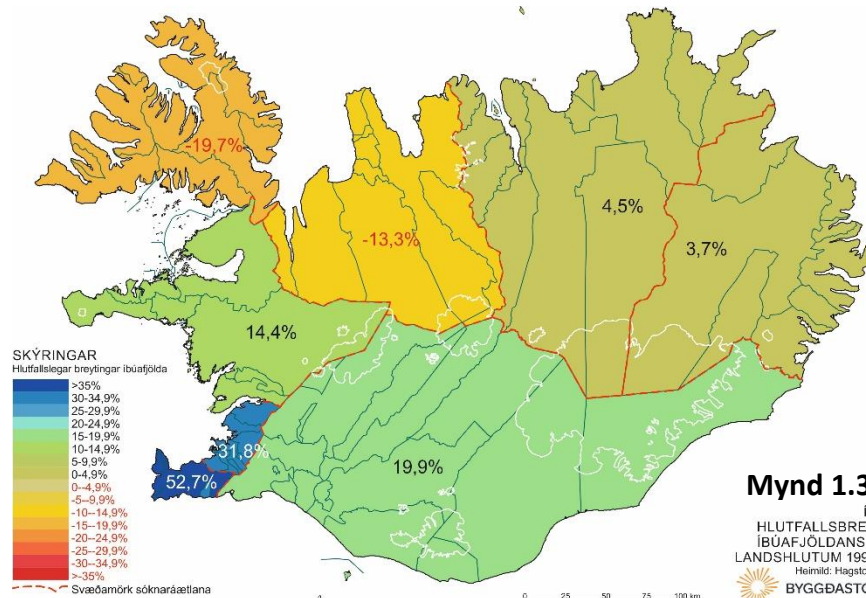 -19,7%
4,5%
-13,3%
3,7%
14,4%
SKÝRINGAR
Hlutfallslegar breytingar íbúafjölda
>35%
30-34,9%
25-29,9%
20-24,9%
15-19,9%
10-14,9%
5-9,9%
0-4,9%
0--4,9%
-5--9,9%
-10--14,9%
-15--19,9%
-20--24,9%
-25--29,9%
-30--34,9%
>-35%
Svæðamörk sóknaráætlana
31,8%
52,7%
19,9%
Mynd 1.3
HLUTFALLSBRE
ÍBÚAFJÖLDANS
LANDSHLUTUM 199
Heimild: Hagsto
BYGGÐASTO
0 25 50 75 100 km